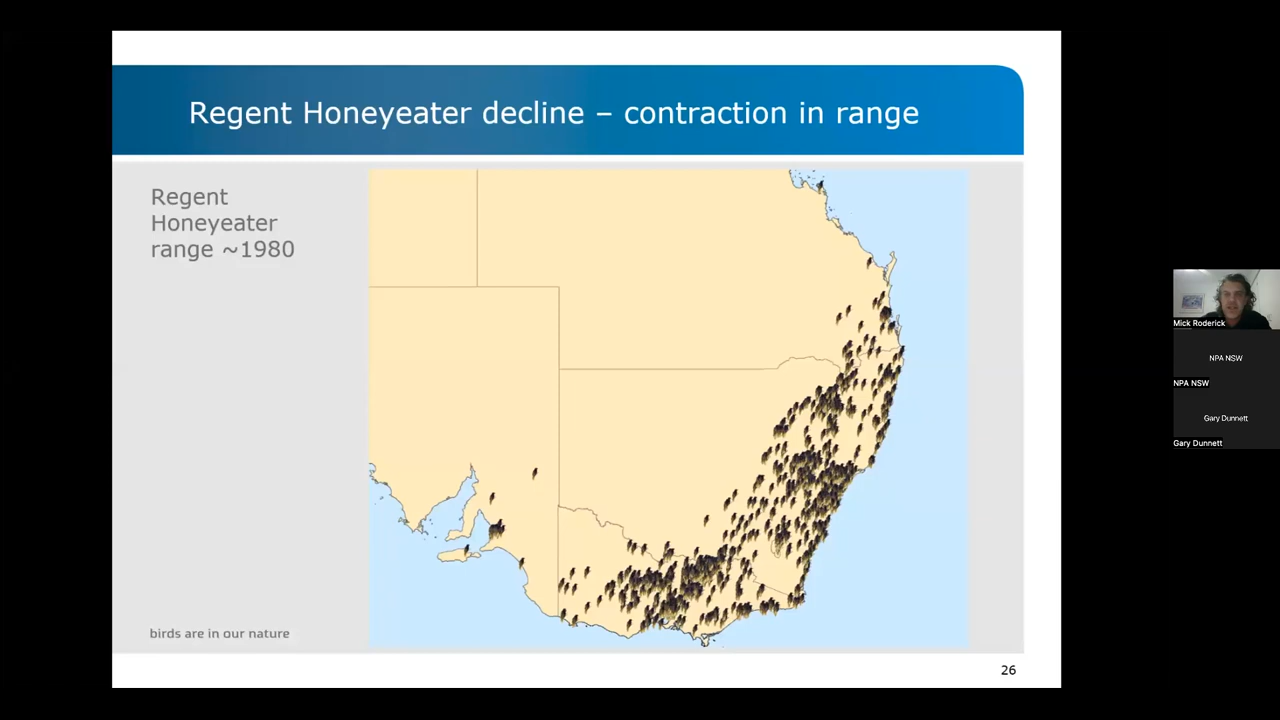 Regent Honeyeater decline – contraction in range
Regent
Honeyeater
range ~1980
birds are in our nature
26
Mick Roderick
NPA NSW
NPA NSW
Gary Dunnett
Gary Dunnett